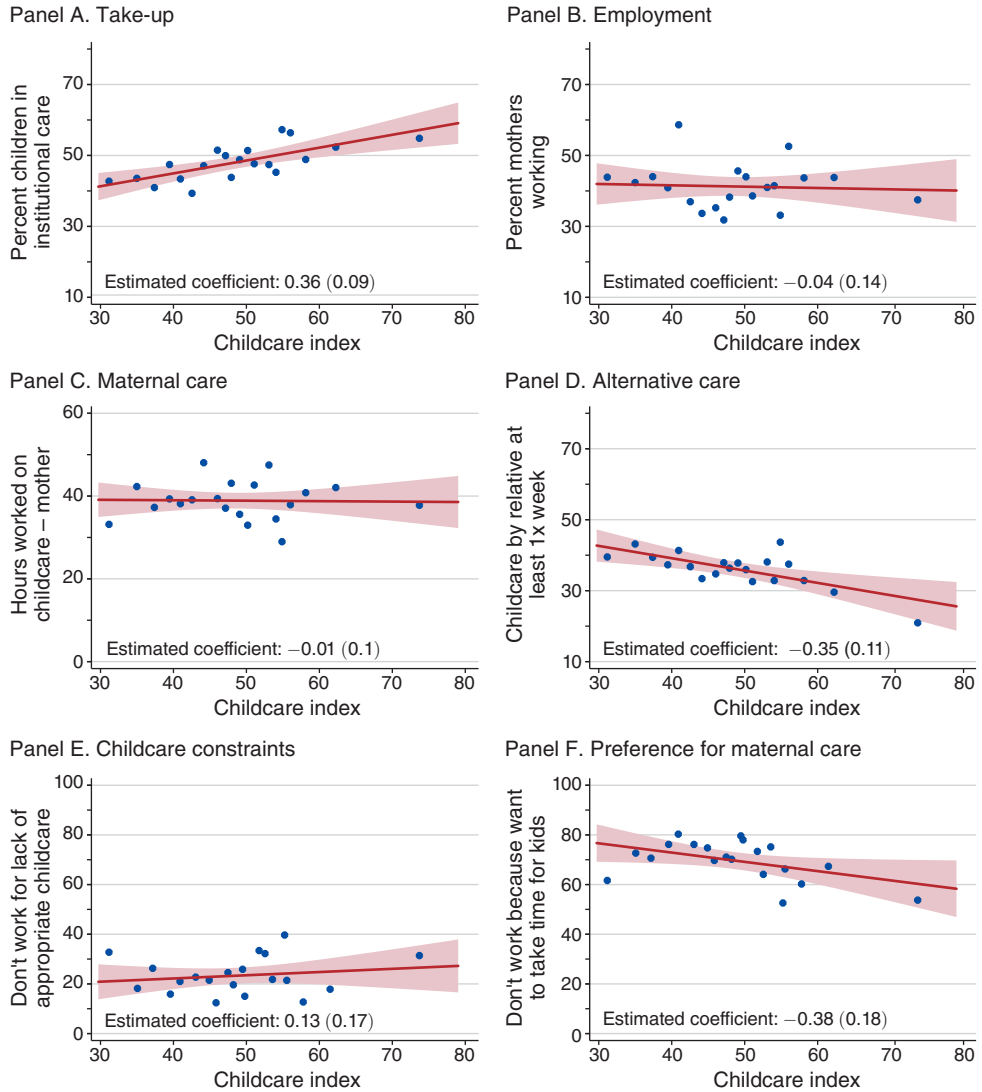 Panel A. Take-up
Percent children in
institutional care
70
50
30
10
Estimated coefficient: 0.36 (0.09)
30 40 50 60 70 80
Childcare index
Panel B. Employment
Percent mothers
working
70
50
30
10
Estimated coefficient: −0.04 (0.14)
30 40 50 60 70 80
Childcare index
Panel C. Maternal care
Hours worked on
childcare – mother
60
40
20
0
Estimated coefficient: −0.01 (0.1)
30 40 50 60 70 80
Childcare index
Panel D. Alternative care
Childcare by relative at
least 1x week
70
50
30
10
Estimated coefficient: −0.35 (0.11)
30 40 50 60 70 80
Childcare index
Panel E. Childcare constraints
Don't work for lack of
appropriate childcare
100
80
60
40
20
0
Estimated coefficient: 0.13 (0.17)
30 40 50 60 70 80
Childcare index
Panel F. Preference for maternal care
Don't work because want
to take time for kids
100
80
60
40
20
0
Estimated coefficient: −0.38 (0.18)
30 40 50 60 70 80
Childcare index